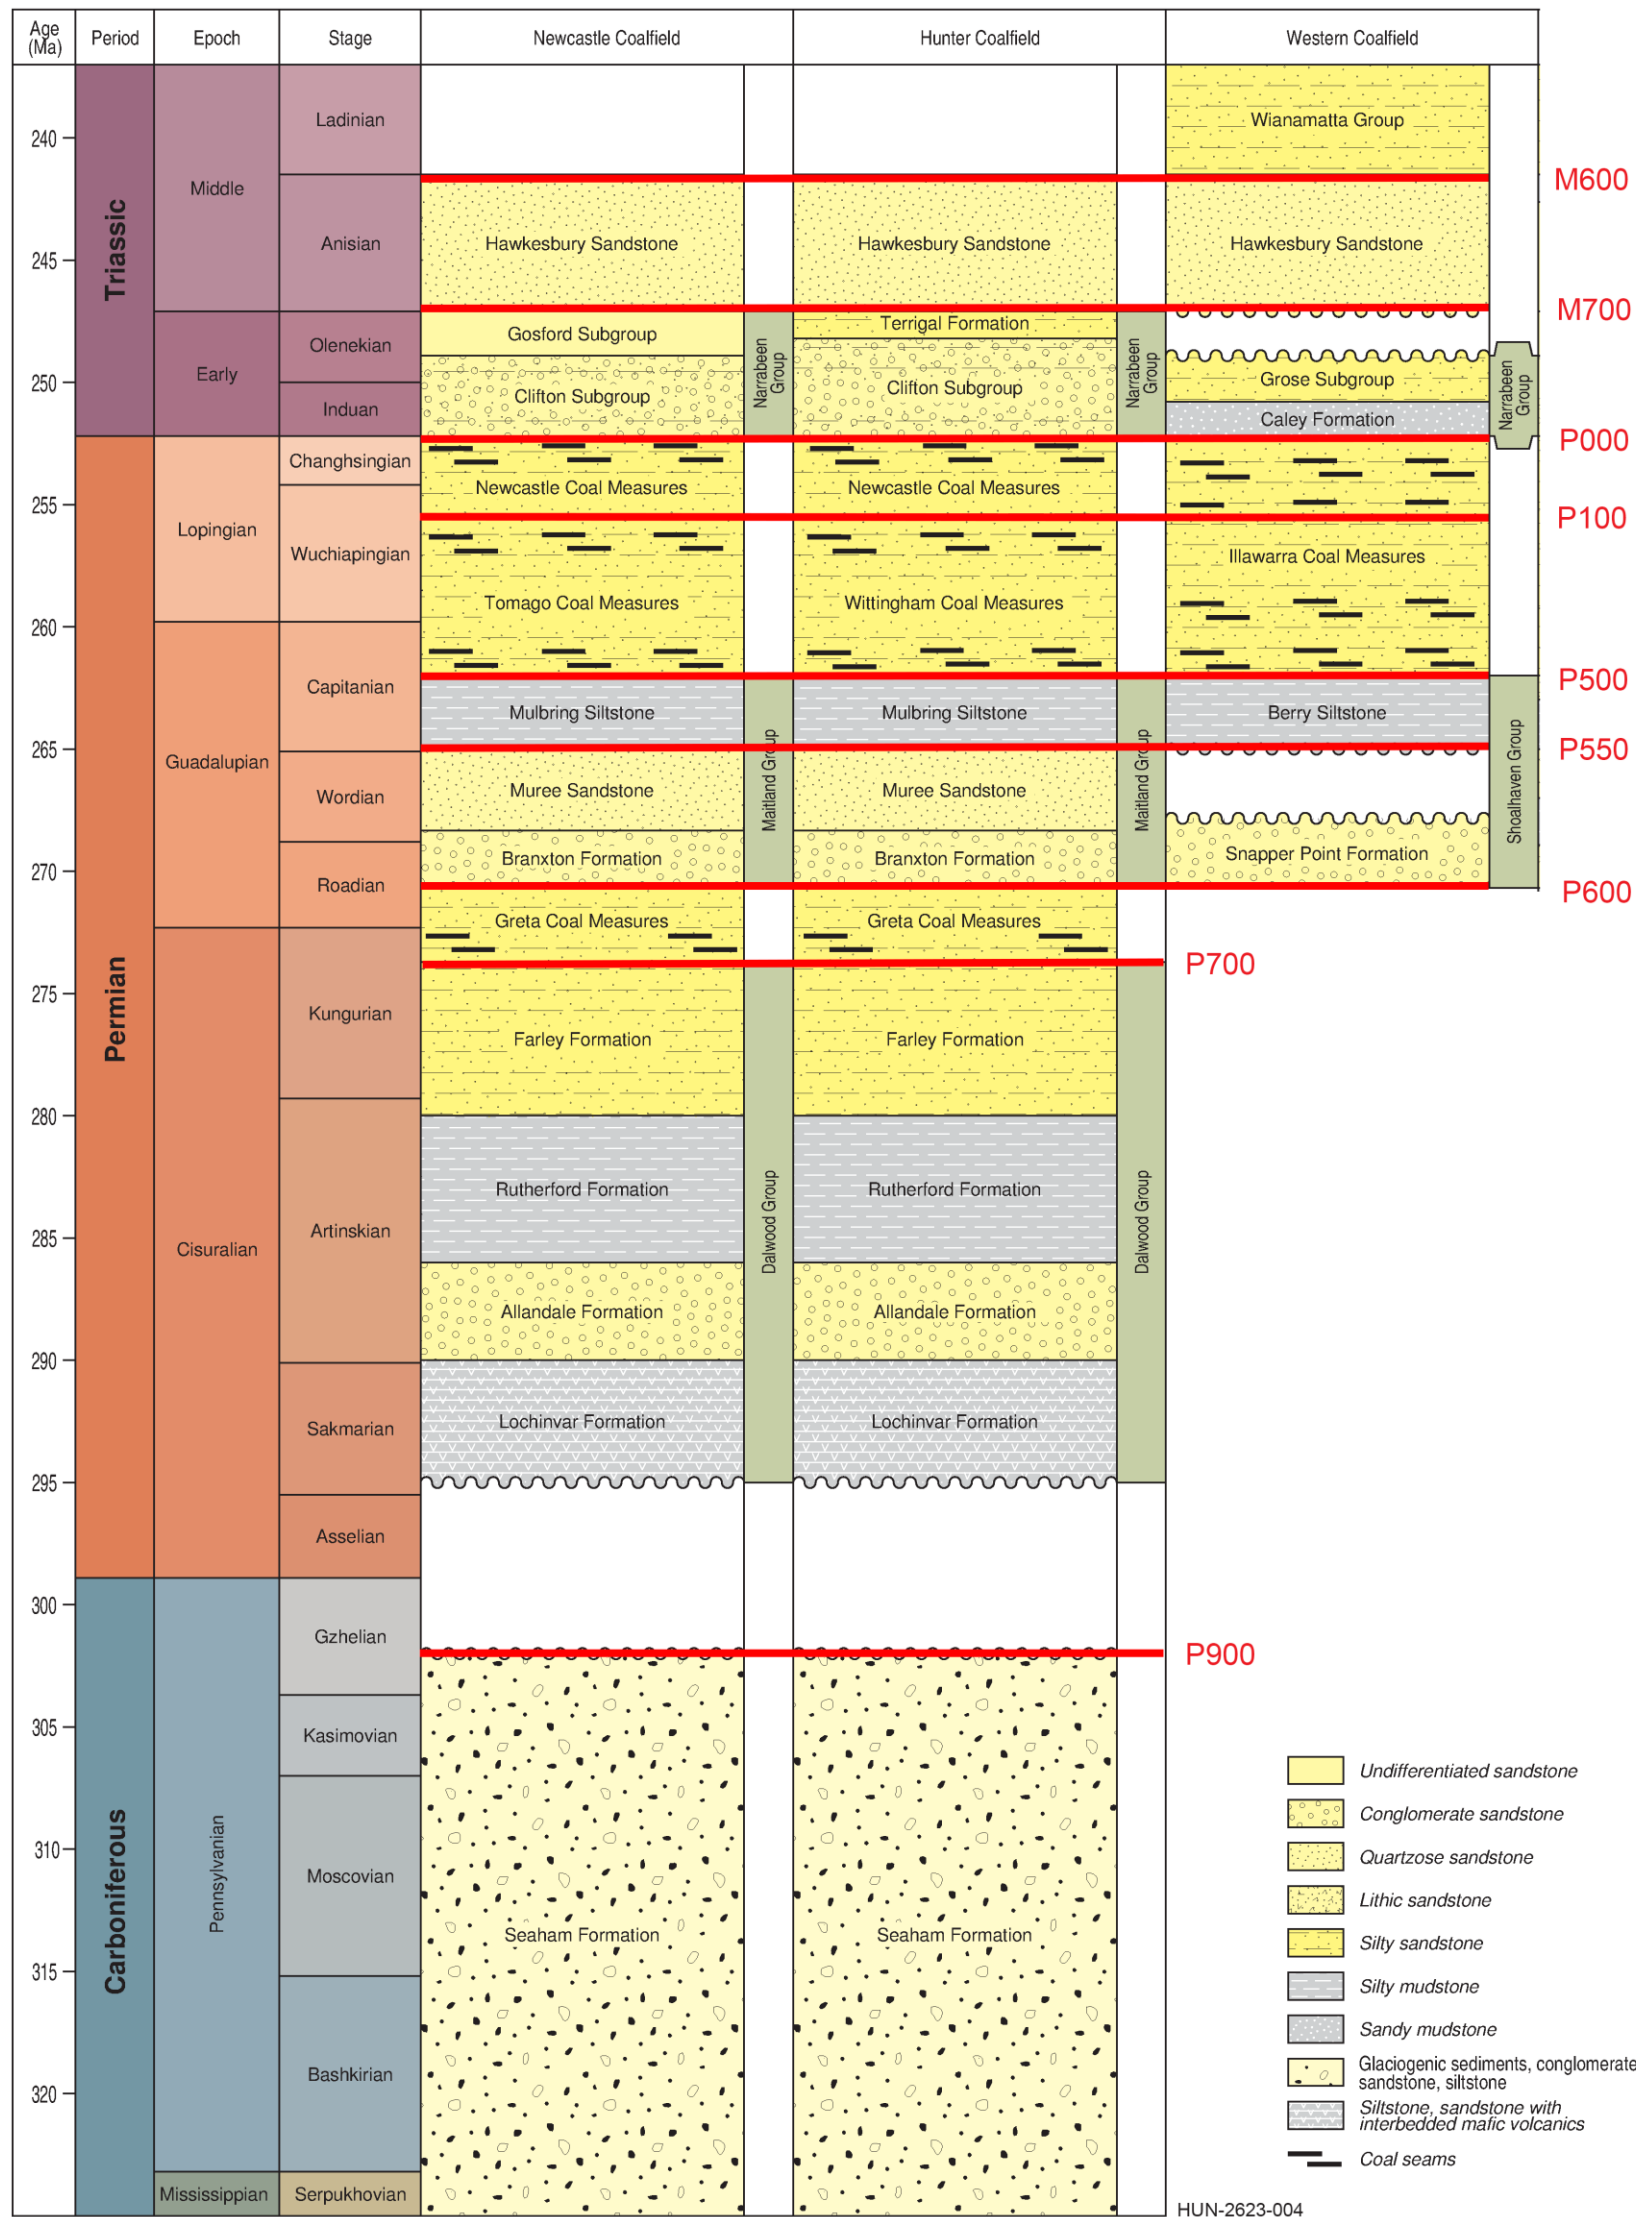 Age
(Ma)
Period
Epoch
Stage
Newcastle Coalfield
Hunter Coalfield
Western Coalfield
240
245
250
255
260
265
270
275
280
285
290
295
300
305
310
315
320
Triassic
Permian
Carboniferous
Middle
Early
Lopingian
Guadalupian
Cisuralian
Pennsylvanian
Mississippian
Ladinian
Anisian
Olenekian
Induan
Changhsingian
Wuchiapingian
Capitanian
Wordian
Roadian
Kungurian
Artinskian
Sakmarian
Asselian
Gzhelian
Kasimovian
Moscovian
Bashkirian
Serpukhovian
Hawkesbury Sandstone
Gosford Subgroup
Clifton Subgroup
Newcastle Coal Measures
Tomago Coal Measures
Mulbring Siltstone
Muree Sandstone
Branxton Formation
Greta Coal Measures
Farley Formation
Rutherford Formation
Allandale Formation
Lochinvar Formation
Seaham Formation
Narrabeen
Group
Maitland Group
Dalwood Group
Hawkesbury Sandstone
Terrigal Formation
Clifton Subgroup
Newcastle Coal Measures
Wittingham Coal Measures
Mulbring Siltstone
Muree Sandstone
Branxton Formation
Greta Coal Measures
Farley Formation
Rutherford Formation
Allandale Formation
Lochinvar Formation
Seaham Formation
Narrabeen
Group
Maitland Group
Dalwood Group
Wianamatta Group
Hawkesbury Sandstone
Grose Subgroup
Caley Formation
Illawarra Coal Measures
Berry Siltstone
Snapper Point Formation
Narrabeen
Group
Shoalhaven Group
M600
M700
P000
P100
P500
P550
P600
P700
P900
Undifferentiated sandstone
Conglomerate sandstone
Quartzose sandstone
Lithic sandstone
Silty sandstone
Silty mudstone
Sandy mudstone
Glaciogenic sediments, conglomerate
sandstone, siltstone
Siltstone, sandstone with
interbedded mafic volcanics
Coal seams
HUN-2623-004